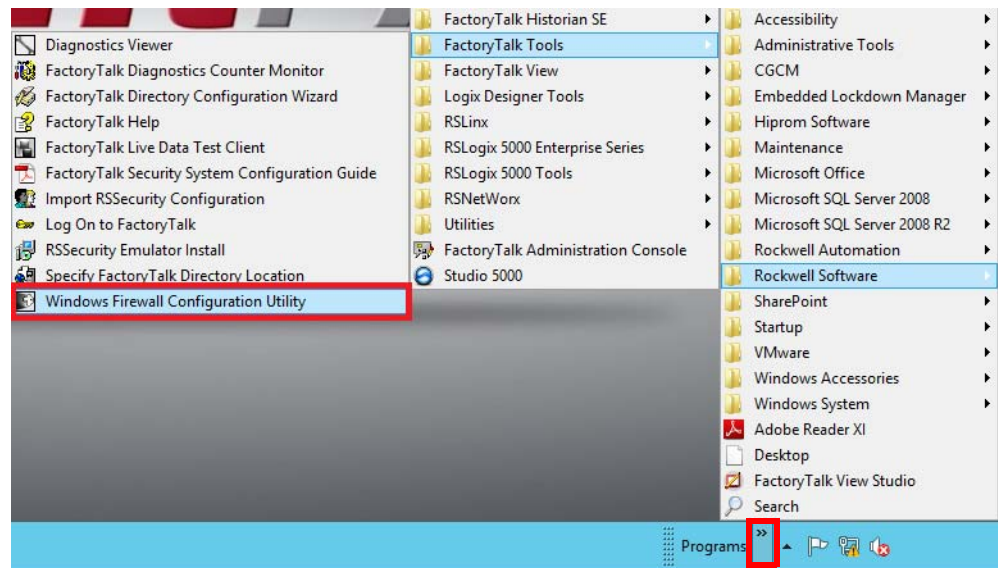 Diagnostics Viewer
FactoryTalk Diagnostics Counter Monitor
FactoryTalk Directory Configuration Wizard
FactoryTalk Help
FactoryTalk Live Data Test Client
FactoryTalk Security System Configuration Guide
Import RSSecurity Configuration
Log On to FactoryTalk
RSSecurity Emulator Install
Specify FactoryTalk Directory Location
Windows Firewall Configuration Utility
FactoryTalk Historian SE
FactoryTalk Tools
FactoryTalk View
Logix Designer Tools
RSLinx
RSLogix 5000 Enterprise Series
RSLogix 5000 Tools
RSNetWorx
Utilities
FactoryTalk Administration Console
Studio 5000
Accessibility
Administrative Tools
CGCM
Embedded Lockdown Manager
Hiprom Software
Maintenance
Microsoft Office
Microsoft SQL Server 2008
Microsoft SQL Server 2008 R2
Rockwell Automation
Rockwell Software
SharePoint
Startup
VMware
Windows Accessories
Windows System
Adobe Reader XI
Desktop
FactoryTalk View Studio
Search
Programs »